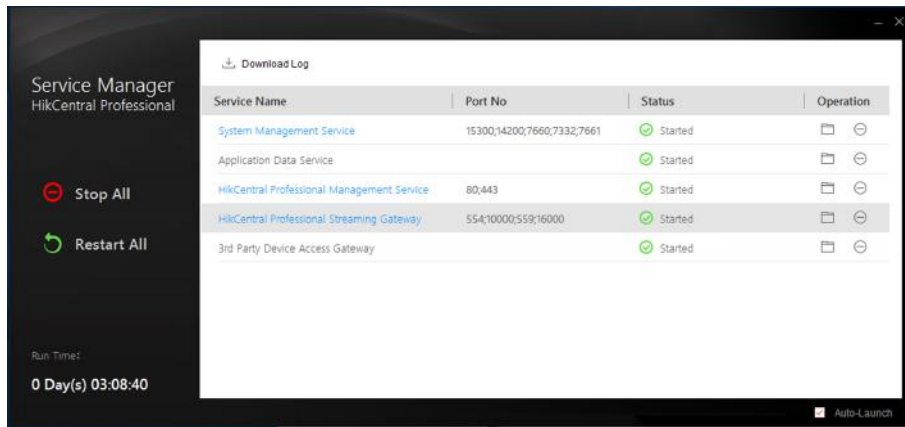 Service Manager
HikCentral Professional
Stop All
Restart All
Run Time:
0 Day(s) 03:08:40
Download Log
Service Name Port No Status Operation
System Management Service 15300;14200;7660;7332;7661 Started
Application Data Service Started
HikCentral Professional Management Service 80;443 Started
HikCentral Professional Streaming Gateway 554;10000;559;16000 Started
3rd Party Device Access Gateway Started
Auto-Launch